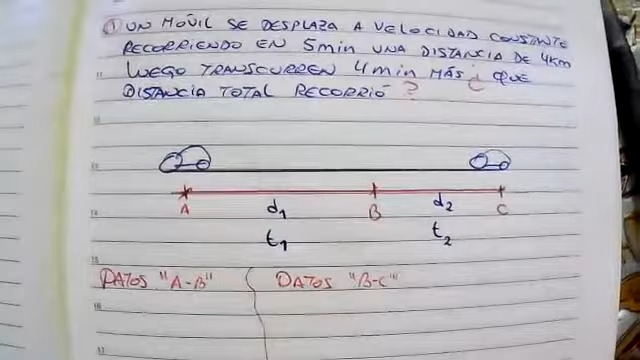 ① UN MÓVIL SE DESPLAZA A VELOCIDAD CONSTANTE
RECORRIENDO EN 5min UNA DISTANCIA DE 4Km
LUEGO TRANSCURREN 4min MÁS ¿ QUE
DISTANCIA TOTAL RECORRIÓ ?
A d₁ B d₂ C
t₁ t₂
DATOS "A-B" DATOS "B-C"